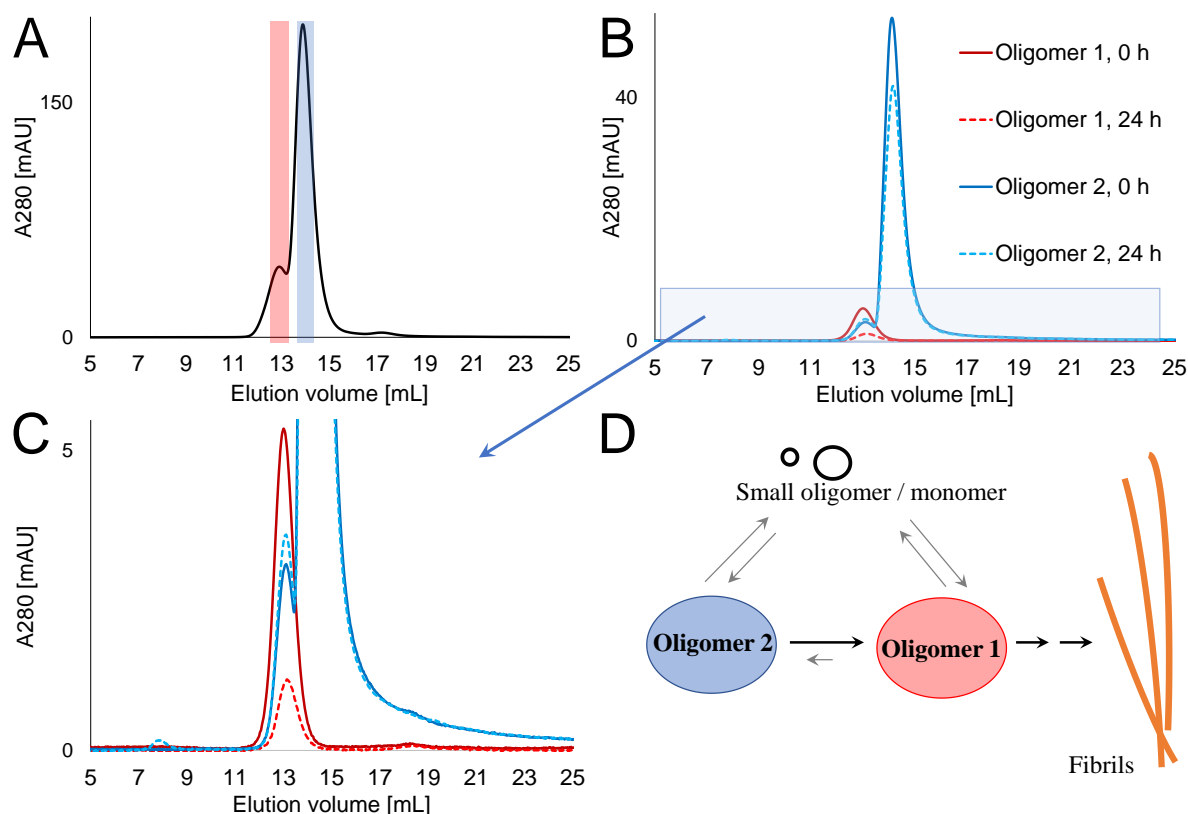 A
A280 [mAU]
150
0
5 7 9 11 13 15 17 19 21 23 25
Elution volume [mL]
B
A280 [mAU]
40
0
5 7 9 11 13 15 17 19 21 23 25
Elution volume [mL]
Oligomer 1, 0 h
Oligomer 1, 24 h
Oligomer 2, 0 h
Oligomer 2, 24 h
C
A280 [mAU]
5
0
5 7 9 11 13 15 17 19 21 23 25
Elution volume [mL]
D
Small oligomer / monomer
Oligomer 2
Oligomer 1
Fibrils